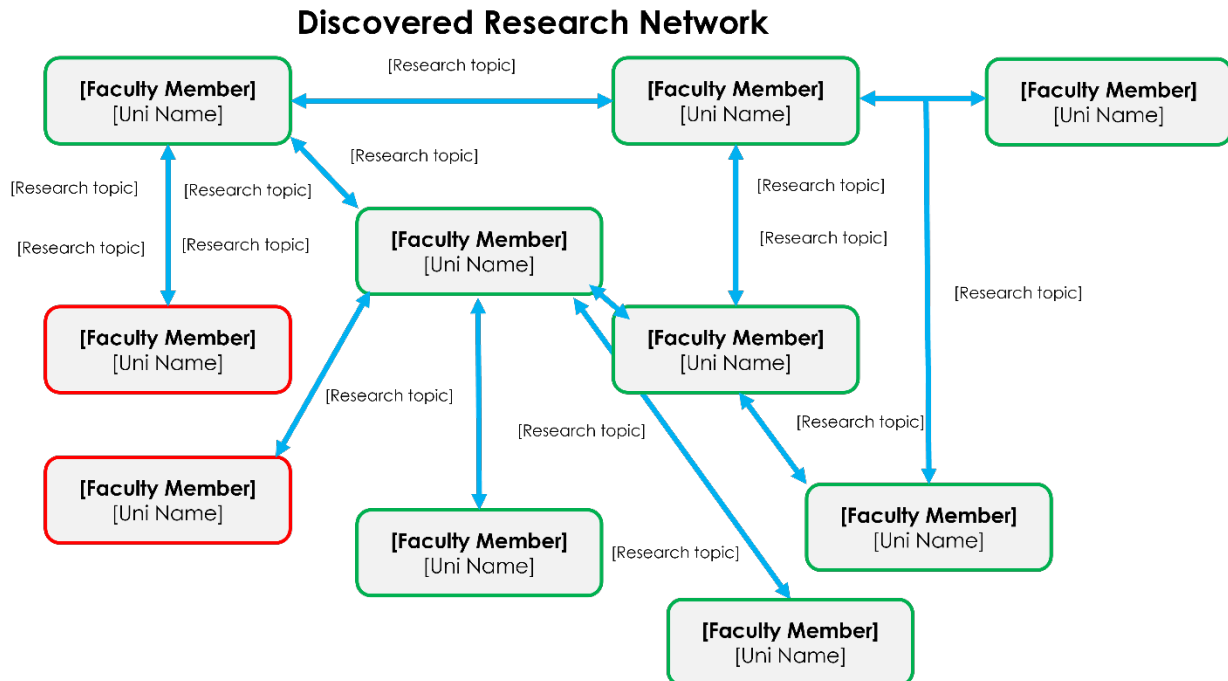 Discovered Research Network
[Research topic]
[Faculty Member]
[Uni Name]
[Faculty Member]
[Uni Name]
[Faculty Member]
[Uni Name]
[Research topic]
[Research topic]
[Research topic]
[Research topic]
[Research topic]
[Research topic]
[Research topic]
[Research topic]
[Faculty Member]
[Uni Name]
[Research topic]
[Faculty Member]
[Uni Name]
[Faculty Member]
[Uni Name]
[Research topic]
[Research topic]
[Research topic]
[Faculty Member]
[Uni Name]
[Faculty Member]
[Uni Name]
[Faculty Member]
[Uni Name]
[Research topic]
[Faculty Member]
[Uni Name]